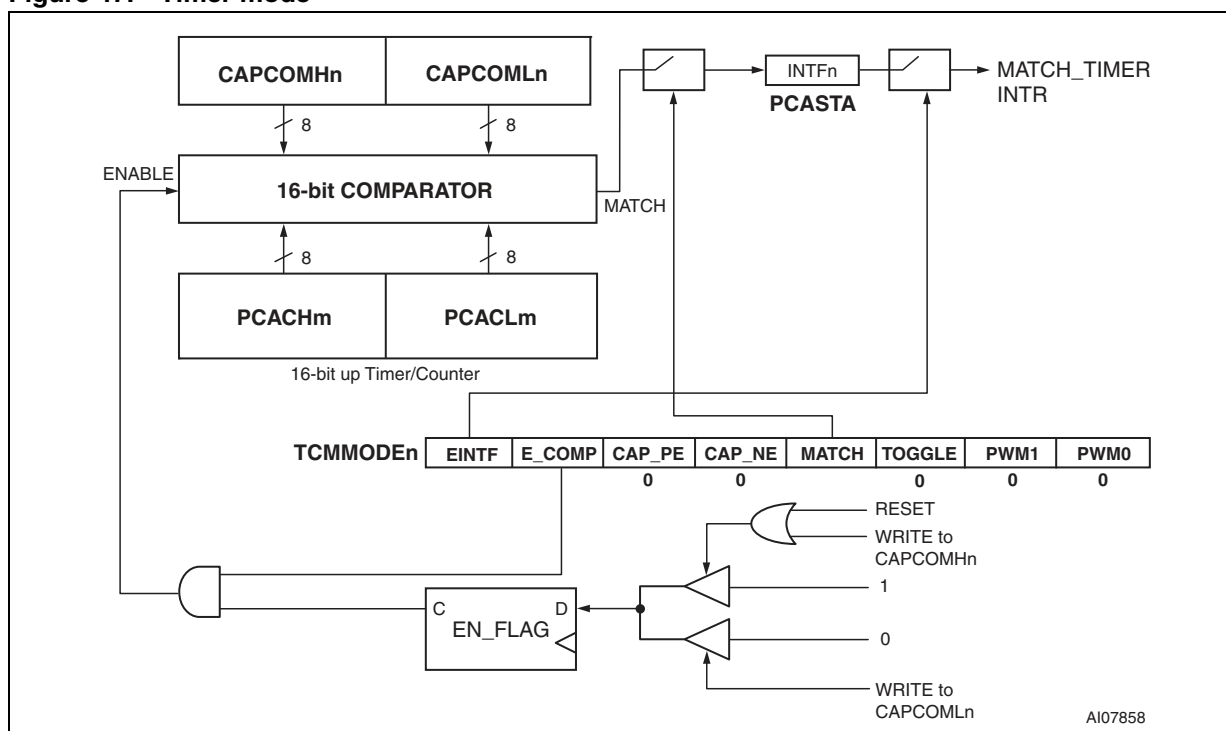 CAPCOMHn CAPCOMLn
8 8
ENABLE
16-bit COMPARATOR
MATCH
INTFn
PCASTA
MATCH_TIMER
INTR
8 8
PCACHm PCACLm
16-bit up Timer/Counter
TCMMODEn EINTF E_COMP CAP_PE CAP_NE MATCH TOGGLE PWM1 PWM0
0 0 0 0 0
RESET
WRITE to
CAPCOMHn
1
C D
EN_FLAG
0
WRITE to
CAPCOMLn
AI07858